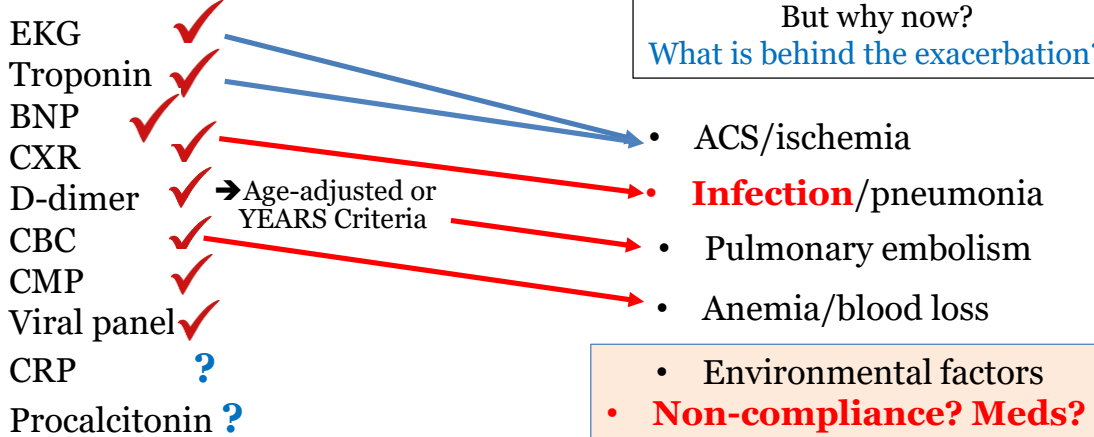 EKG
Troponin
BNP
CXR
D-dimer
➔Age-adjusted or
YEARS Criteria
CBC
CMP
Viral panel
CRP ?
Procalcitonin ?
But why now?
What is behind the exacerbation?
• ACS/ischemia
• Infection/pneumonia
• Pulmonary embolism
• Anemia/blood loss
• Environmental factors
• Non-compliance? Meds?